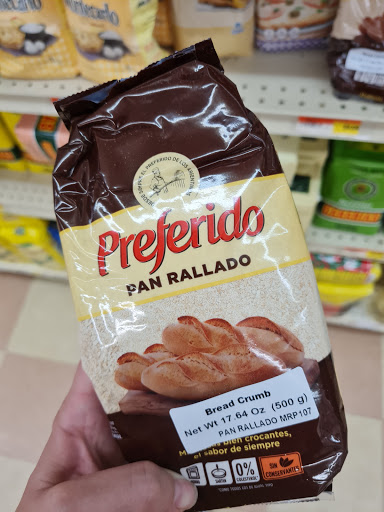 Preferido
PAN RALLADO
Bread Crumb
Net Wt 17.64 Oz (500 g)
PAN RALLADO MRP107
bien crocantes,
el sabor de siempre
0%
COLESTEROL
SIN
CONSERVANTES